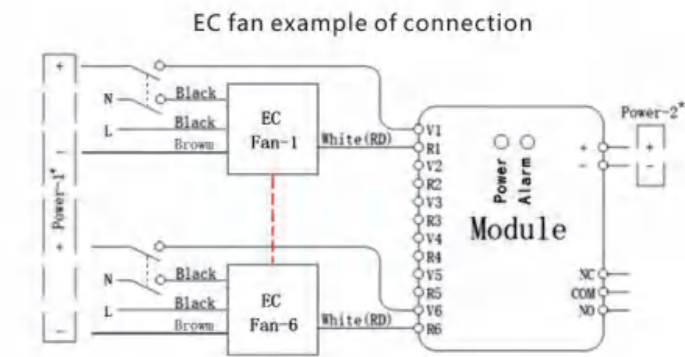 EC fan example of connection
+
N
Black
L
Black
Brown
-
Power-1*
EC
Fan-1
White(RD)
+
N
Black
L
Black
Brown
-
EC
Fan-6
White(RD)
V1
R1
V2
R2
V3
R3
V4
R4
V5
R5
V6
R6
Power
Alarm
Module
+
-
NC
COM
NO
Power-2*
+
-